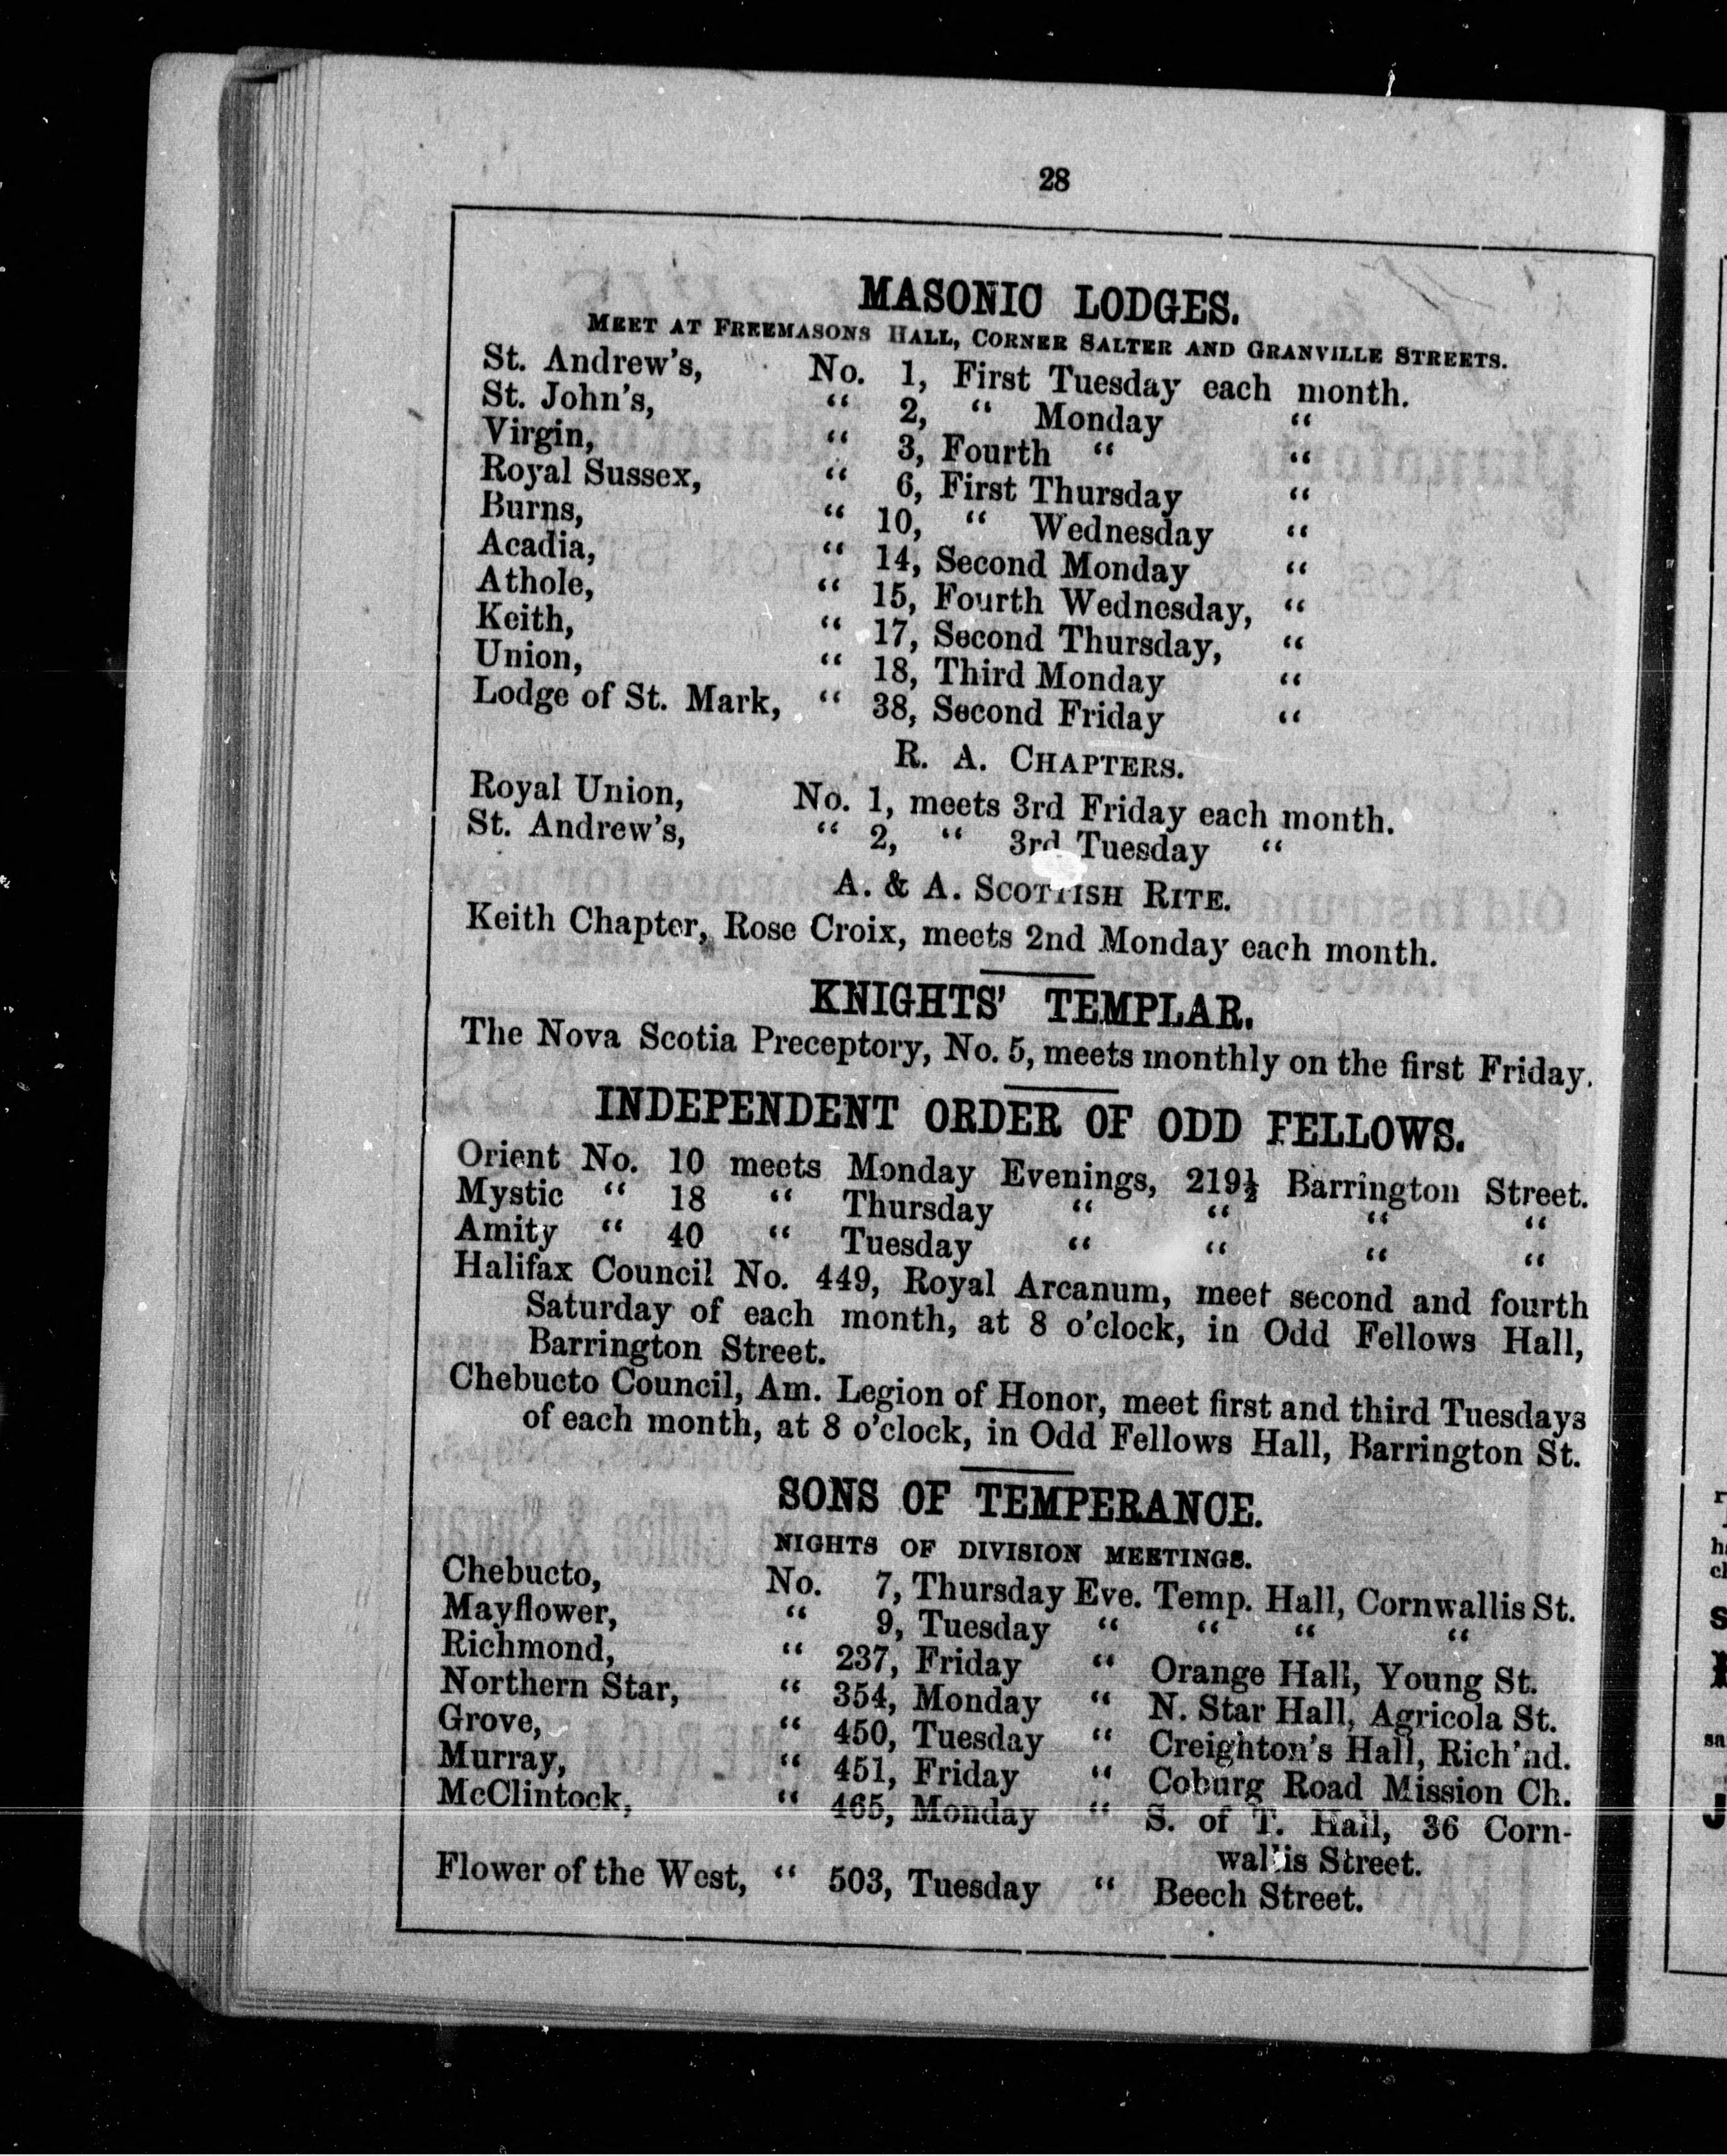 28
MASONIC LODGES.
MEET AT FREEMASONS HALL, CORNER SALTER AND GRANVILLE STREETS.
St. Andrew's, No. 1, First Tuesday each month.
St. John's, “ 2, “ Monday “
Virgin, “ 3, Fourth “ “
Royal Sussex, “ 6, First Thursday “
Burns, “ 10, “ Wednesday “
Acadia, “ 14, Second Monday “
Athole, “ 15, Fourth Wednesday, “
Keith, “ 17, Second Thursday, “
Union, “ 18, Third Monday “
Lodge of St. Mark, “ 38, Second Friday “
R. A. CHAPTERS.
Royal Union, No. 1, meets 3rd Friday each month.
St. Andrew's, “ 2, “ 3rd Tuesday “
A. & A. SCOTTISH RITE.
Keith Chapter, Rose Croix, meets 2nd Monday each month.
KNIGHTS' TEMPLAR.
The Nova Scotia Preceptory, No. 5, meets monthly on the first Friday.
INDEPENDENT ORDER OF ODD FELLOWS.
Orient No. 10 meets Monday Evenings, 219½ Barrington Street.
Mystic “ 18 “ Thursday “ “ “ “
Amity “ 40 “ Tuesday “ “ “ “
Halifax Council No. 449, Royal Arcanum, meet second and fourth
Saturday of each month, at 8 o'clock, in Odd Fellows Hall,
Barrington Street.
Chebucto Council, Am. Legion of Honor, meet first and third Tuesdays
of each month, at 8 o'clock, in Odd Fellows Hall, Barrington St.
SONS OF TEMPERANCE.
NIGHTS OF DIVISION MEETINGS.
Chebucto, No. 7, Thursday Eve. Temp. Hall, Cornwallis St.
Mayflower, “ 9, Tuesday “ “ “ “
Richmond, “ 237, Friday “ Orange Hall, Young St.
Northern Star, “ 354, Monday “ N. Star Hall, Agricola St.
Grove, “ 450, Tuesday “ Creighton's Hall, Rich'nd.
Murray, “ 451, Friday “ Coburg Road Mission Ch.
McClintock, “ 465, Monday “ S. of T. Hall, 36 Corn-
wallis Street.
Flower of the West, “ 503, Tuesday “ Beech Street.